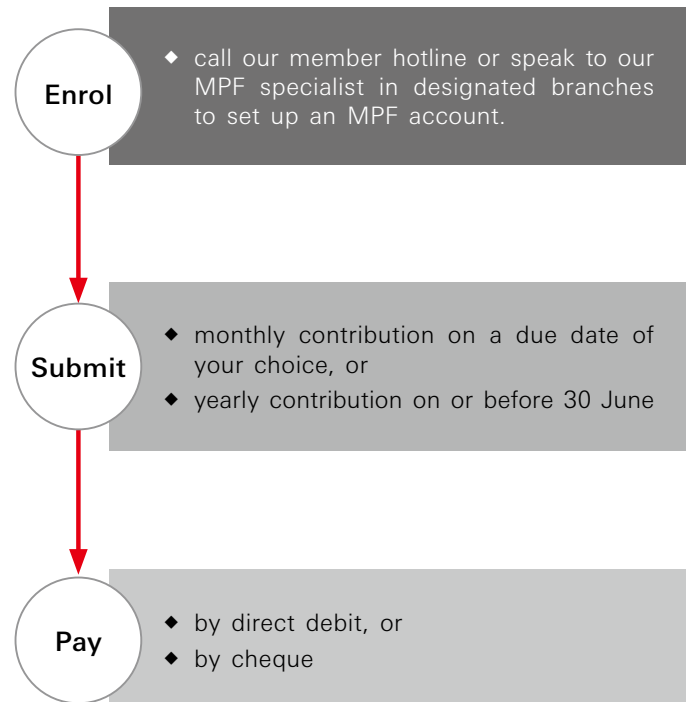 Enrol
◆ call our member hotline or speak to our
MPF specialist in designated branches
to set up an MPF account.
Submit
◆ monthly contribution on a due date of
your choice, or
◆ yearly contribution on or before 30 June
Pay
◆ by direct debit, or
◆ by cheque